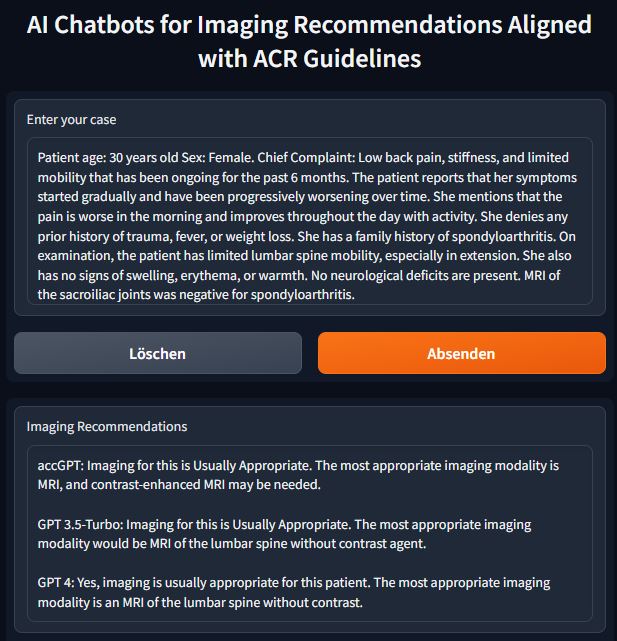 AI Chatbots for Imaging Recommendations Aligned
with ACR Guidelines
Enter your case
Patient age: 30 years old Sex: Female. Chief Complaint: Low back pain, stiffness, and limited
mobility that has been ongoing for the past 6 months. The patient reports that her symptoms
started gradually and have been progressively worsening over time. She mentions that the
pain is worse in the morning and improves throughout the day with activity. She denies any
prior history of trauma, fever, or weight loss. She has a family history of spondyloarthritis. On
examination, the patient has limited lumbar spine mobility, especially in extension. She also
has no signs of swelling, erythema, or warmth. No neurological deficits are present. MRI of
the sacroiliac joints was negative for spondyloarthritis.
Löschen
Absenden
Imaging Recommendations
accGPT: Imaging for this is Usually Appropriate. The most appropriate imaging modality is
MRI, and contrast-enhanced MRI may be needed.
GPT 3.5-Turbo: Imaging for this is Usually Appropriate. The most appropriate imaging
modality would be MRI of the lumbar spine without contrast agent.
GPT 4: Yes, imaging is usually appropriate for this patient. The most appropriate imaging
modality is an MRI of the lumbar spine without contrast.